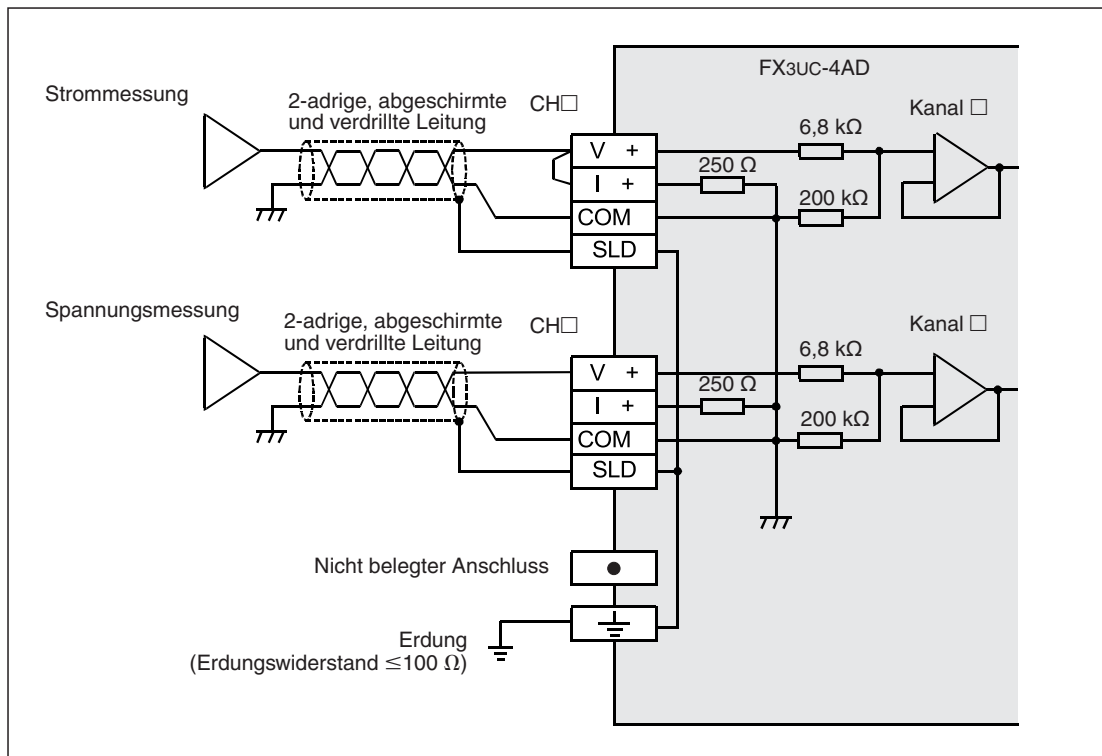 FX3UC-4AD
Strommessung
2-adrige, abgeschirmte
und verdrillte Leitung
CH□
Kanal □
V +
6,8 kΩ
250 Ω
I +
200 kΩ
COM
SLD
Spannungsmessung
2-adrige, abgeschirmte
und verdrillte Leitung
CH□
Kanal □
V +
6,8 kΩ
250 Ω
I +
200 kΩ
COM
SLD
Nicht belegter Anschluss
Erdung
(Erdungswiderstand ≤100 Ω)